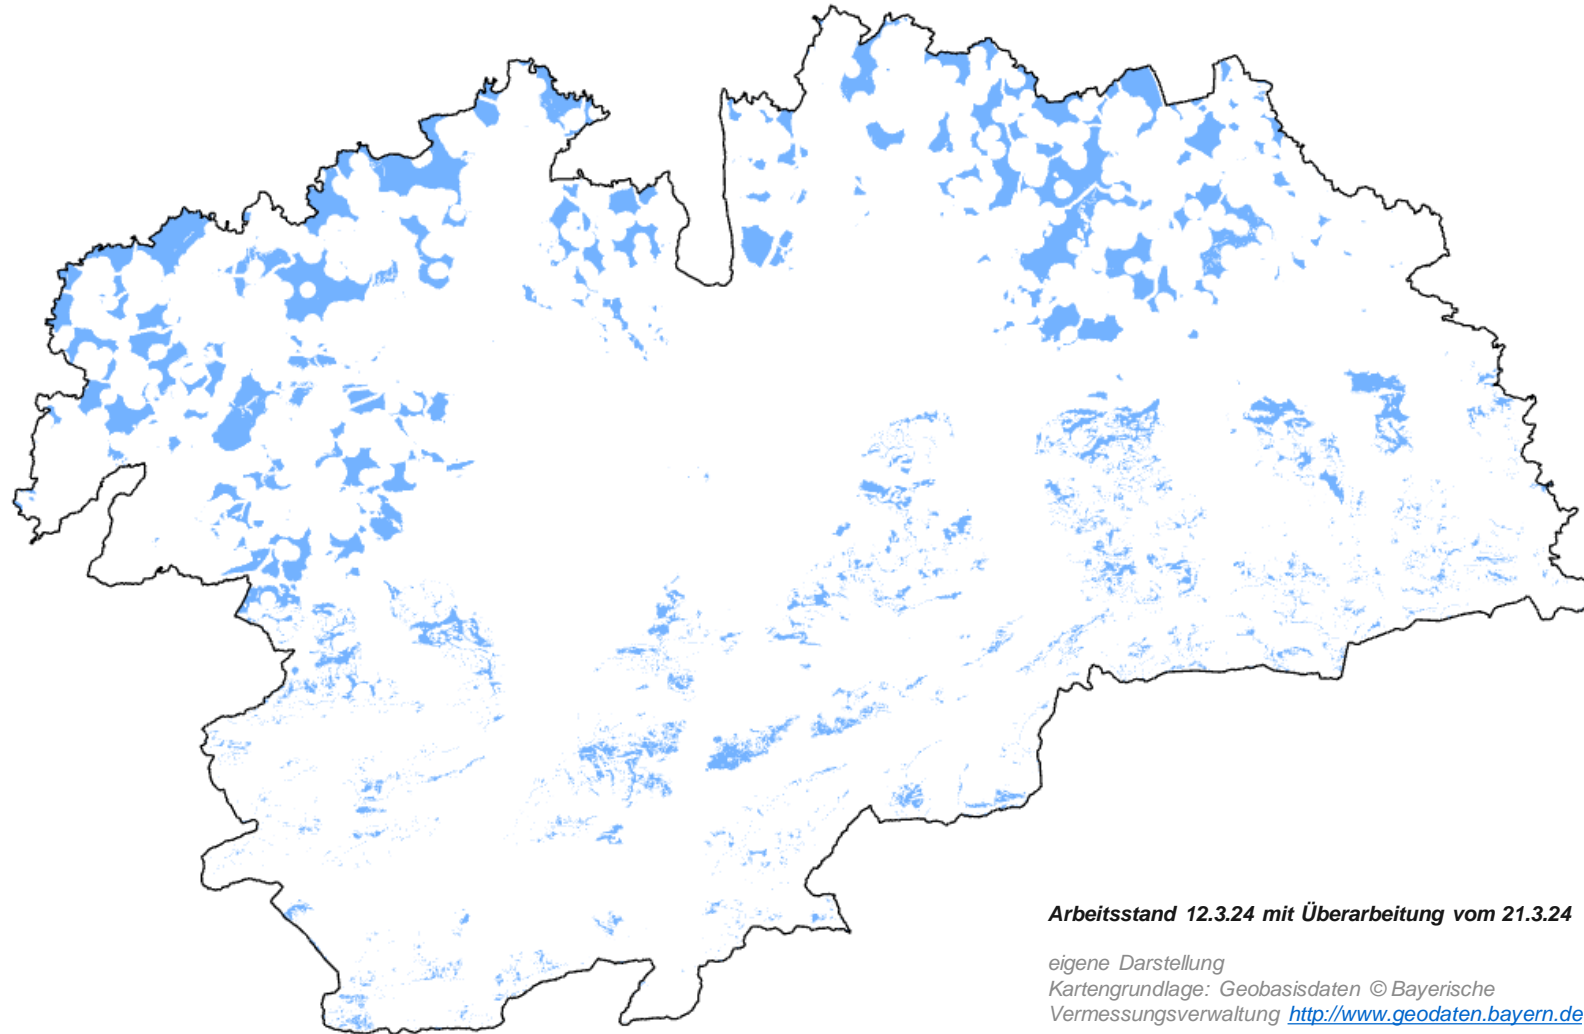 Arbeitsstand 12.3.24 mit Überarbeitung vom 21.3.24
eigene Darstellung
Kartengrundlage: Geobasisdaten © Bayerische
Vermessungsverwaltung http://www.geodaten.bayern.de